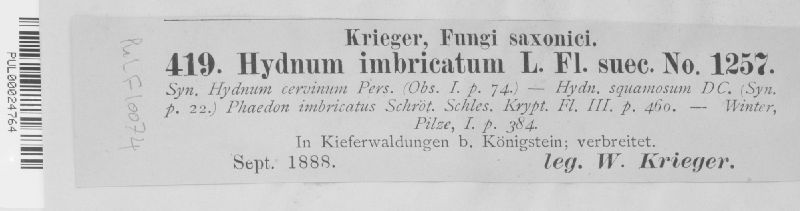 Krieger, Fungi saxonici.
419. Hydnum imbricatum L. Fl. suec. No. 1257.
Syn. Hydnum cervinum Pers. (Obs. I. p. 74.) — Hydn. squamosum DC. (Syn.
p. 22.) Phaedon imbricatus Schröt. Schles. Krypt. Fl. III. p. 460. — Winter,
Pilze, I. p. 384.
In Kieferwaldungen b. Königstein; verbreitet.
Sept. 1888. leg. W. Krieger.
PUL00024764
PUL F10074